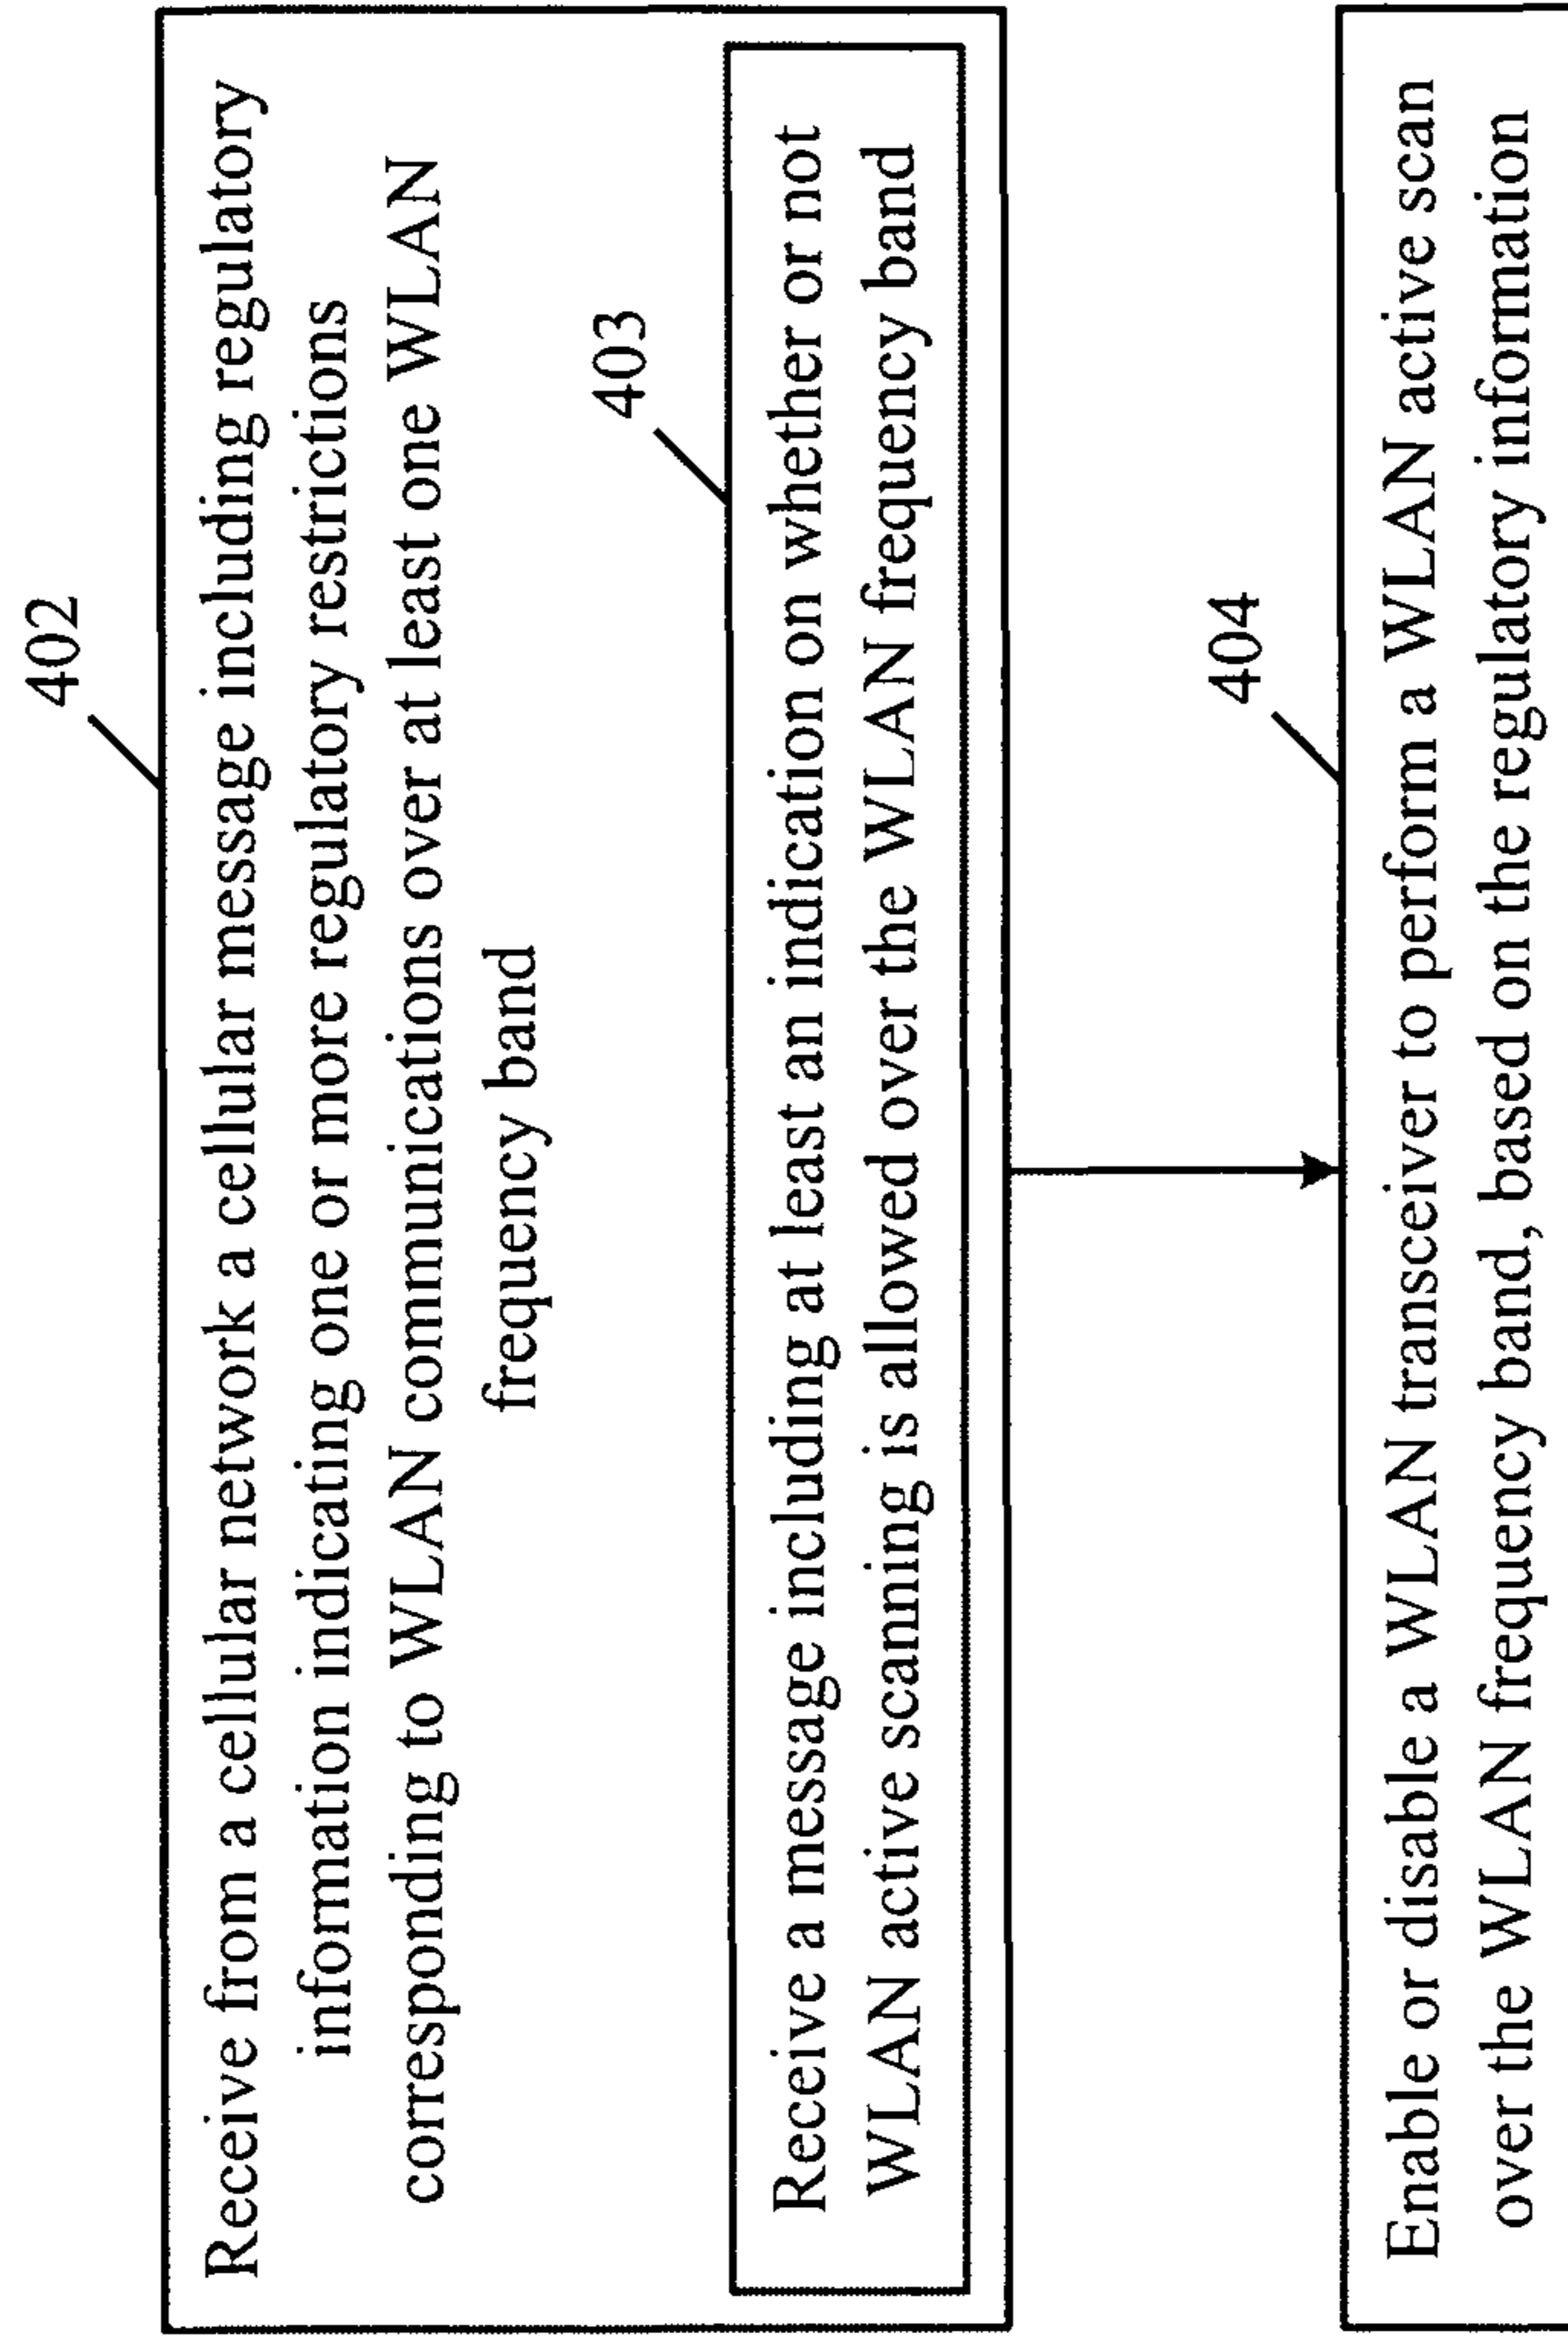 402
Receive from a cellular network a cellular message including regulatory
information indicating one or more regulatory restrictions
corresponding to WLAN communications over at least one WLAN
frequency band
403
Receive a message including at least an indication on whether or not
WLAN active scanning is allowed over the WLAN frequency band
404
Enable or disable a WLAN transceiver to perform a WLAN active scan
over the WLAN frequency band, based on the regulatory information